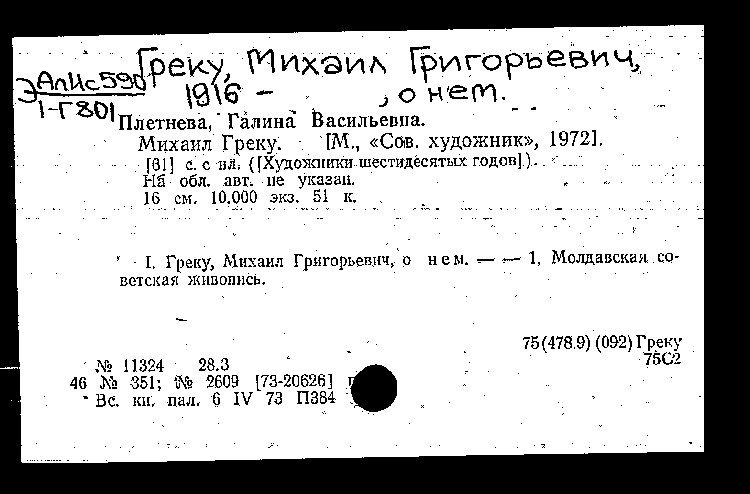 Греку, Михаил Григорьевич,
1916 - , о нем.
ЭАлИс590
1-Г801
Плетнева, Галина Васильевна.
Михаил Греку. [М., «Сов. художник», 1972].
[61] с. с ил. ([Художники шестидесятых годов]).
На обл. авт. не указан.
16 см. 10.000 экз. 51 к.
I. Греку, Михаил Григорьевич, о нем. — — 1. Молдавская со-
ветская живопись.
75(478.9) (092) Греку
75С2
№ 11324 28.3
46 № 351; № 2609 [73-20626]
Вс. кн. пал. 6 IV 73 П384